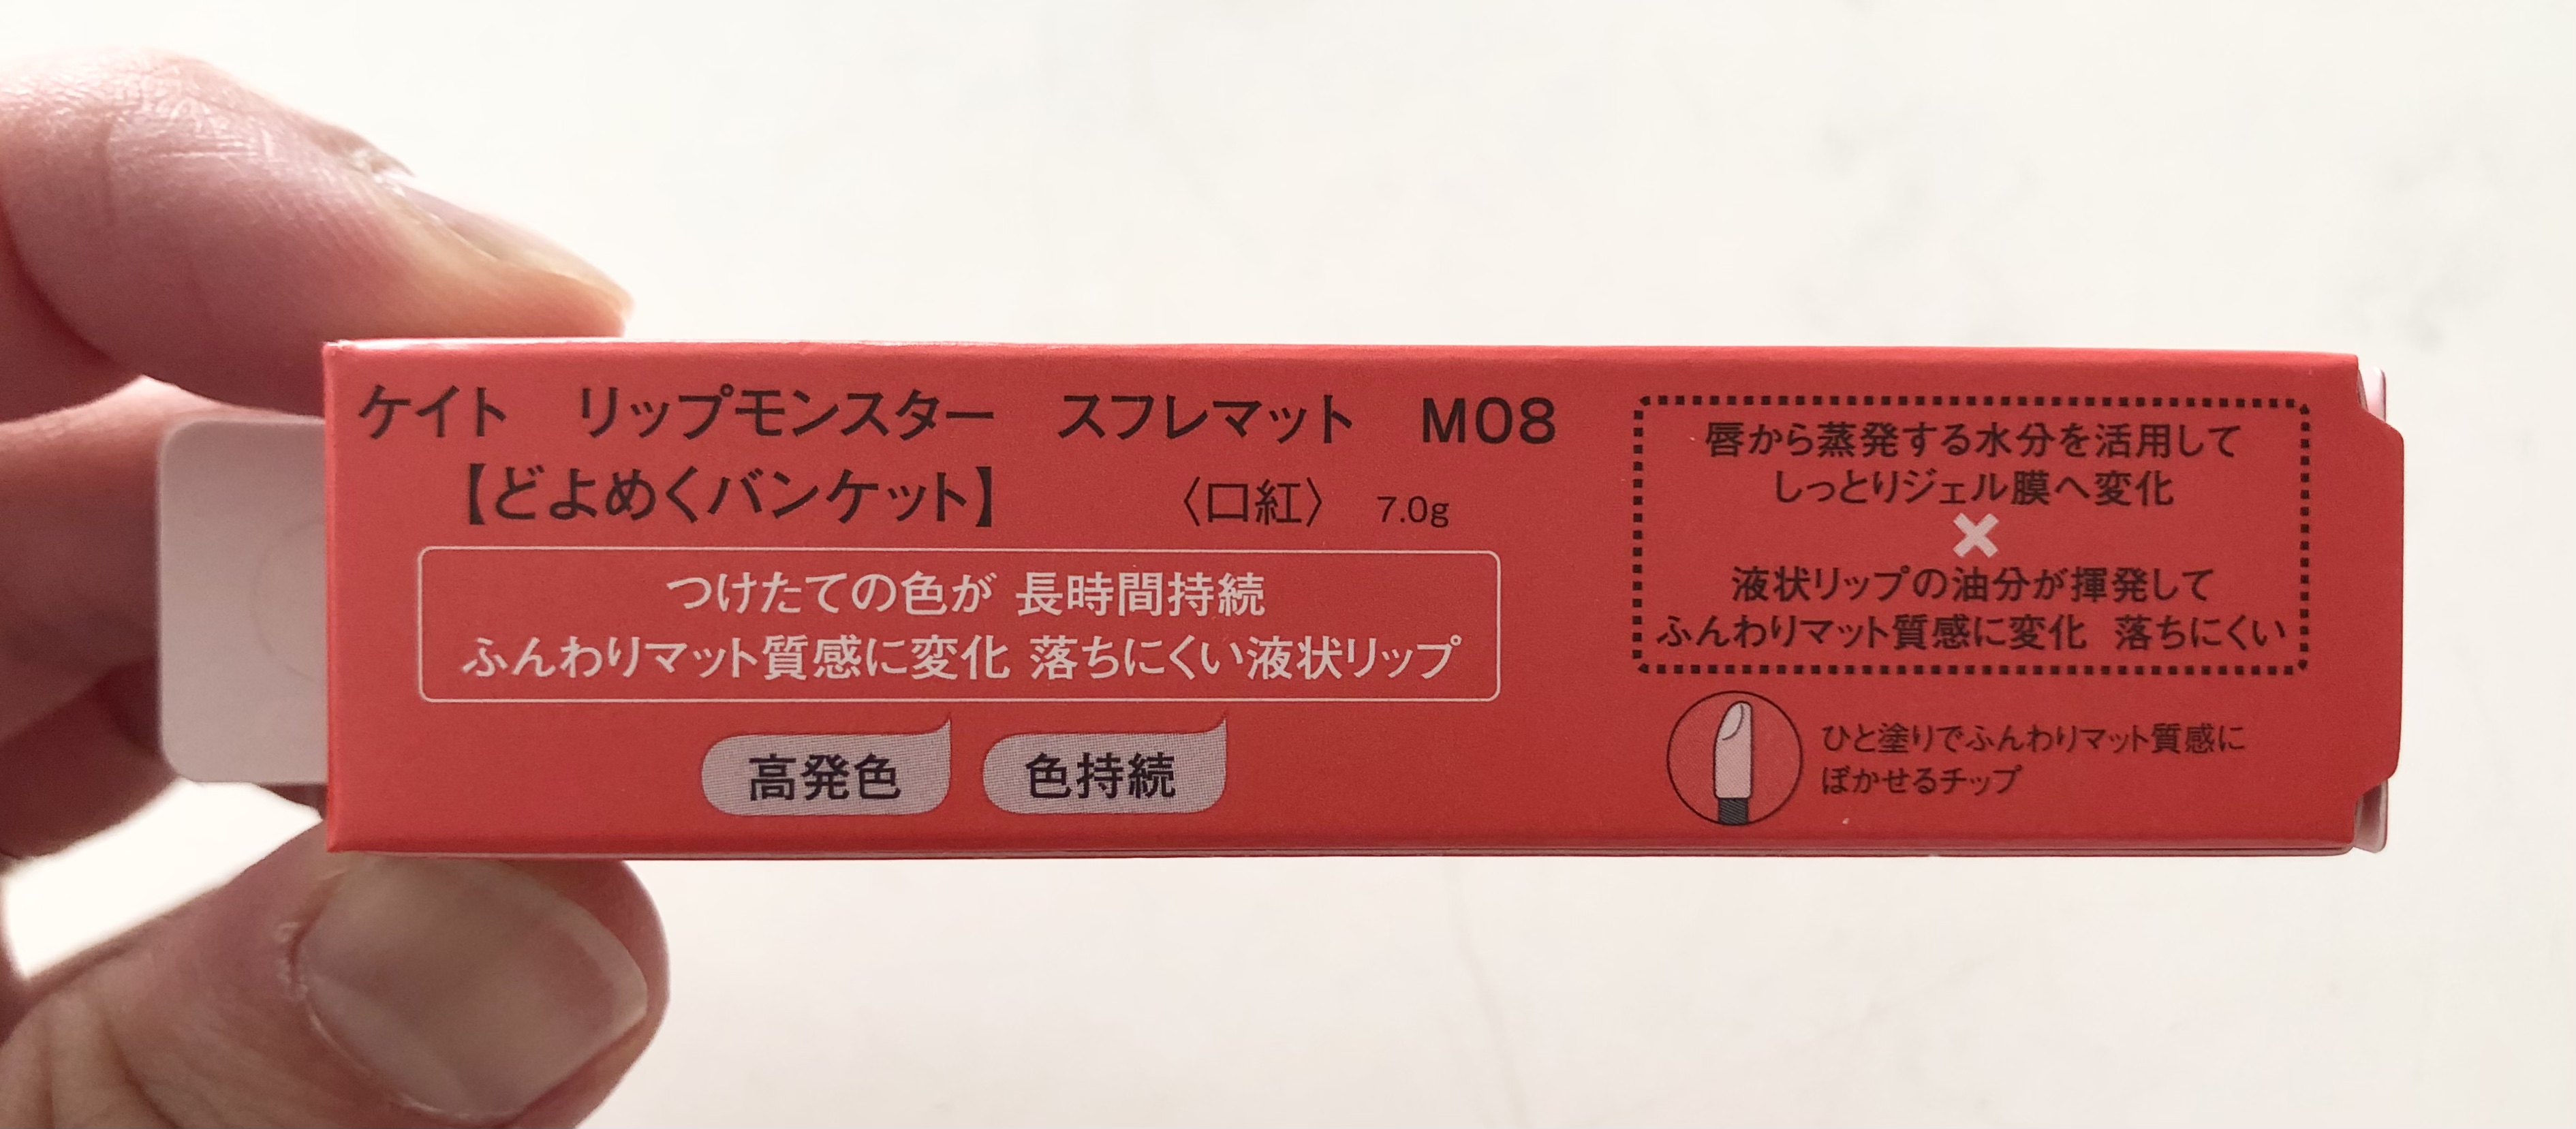 ケイト　リップモンスター　スフレマット　M08
【どよめくバンケット】　〈口紅〉 7.0g
つけたての色が 長時間持続
ふんわりマット質感に変化 落ちにくい液状リップ
高発色 色持続
唇から蒸発する水分を活用して
しっとりジェル膜へ変化
×
液状リップの油分が揮発して
ふんわりマット質感に変化 落ちにくい
ひと塗りでふんわりマット質感に
ぼかせるチップ